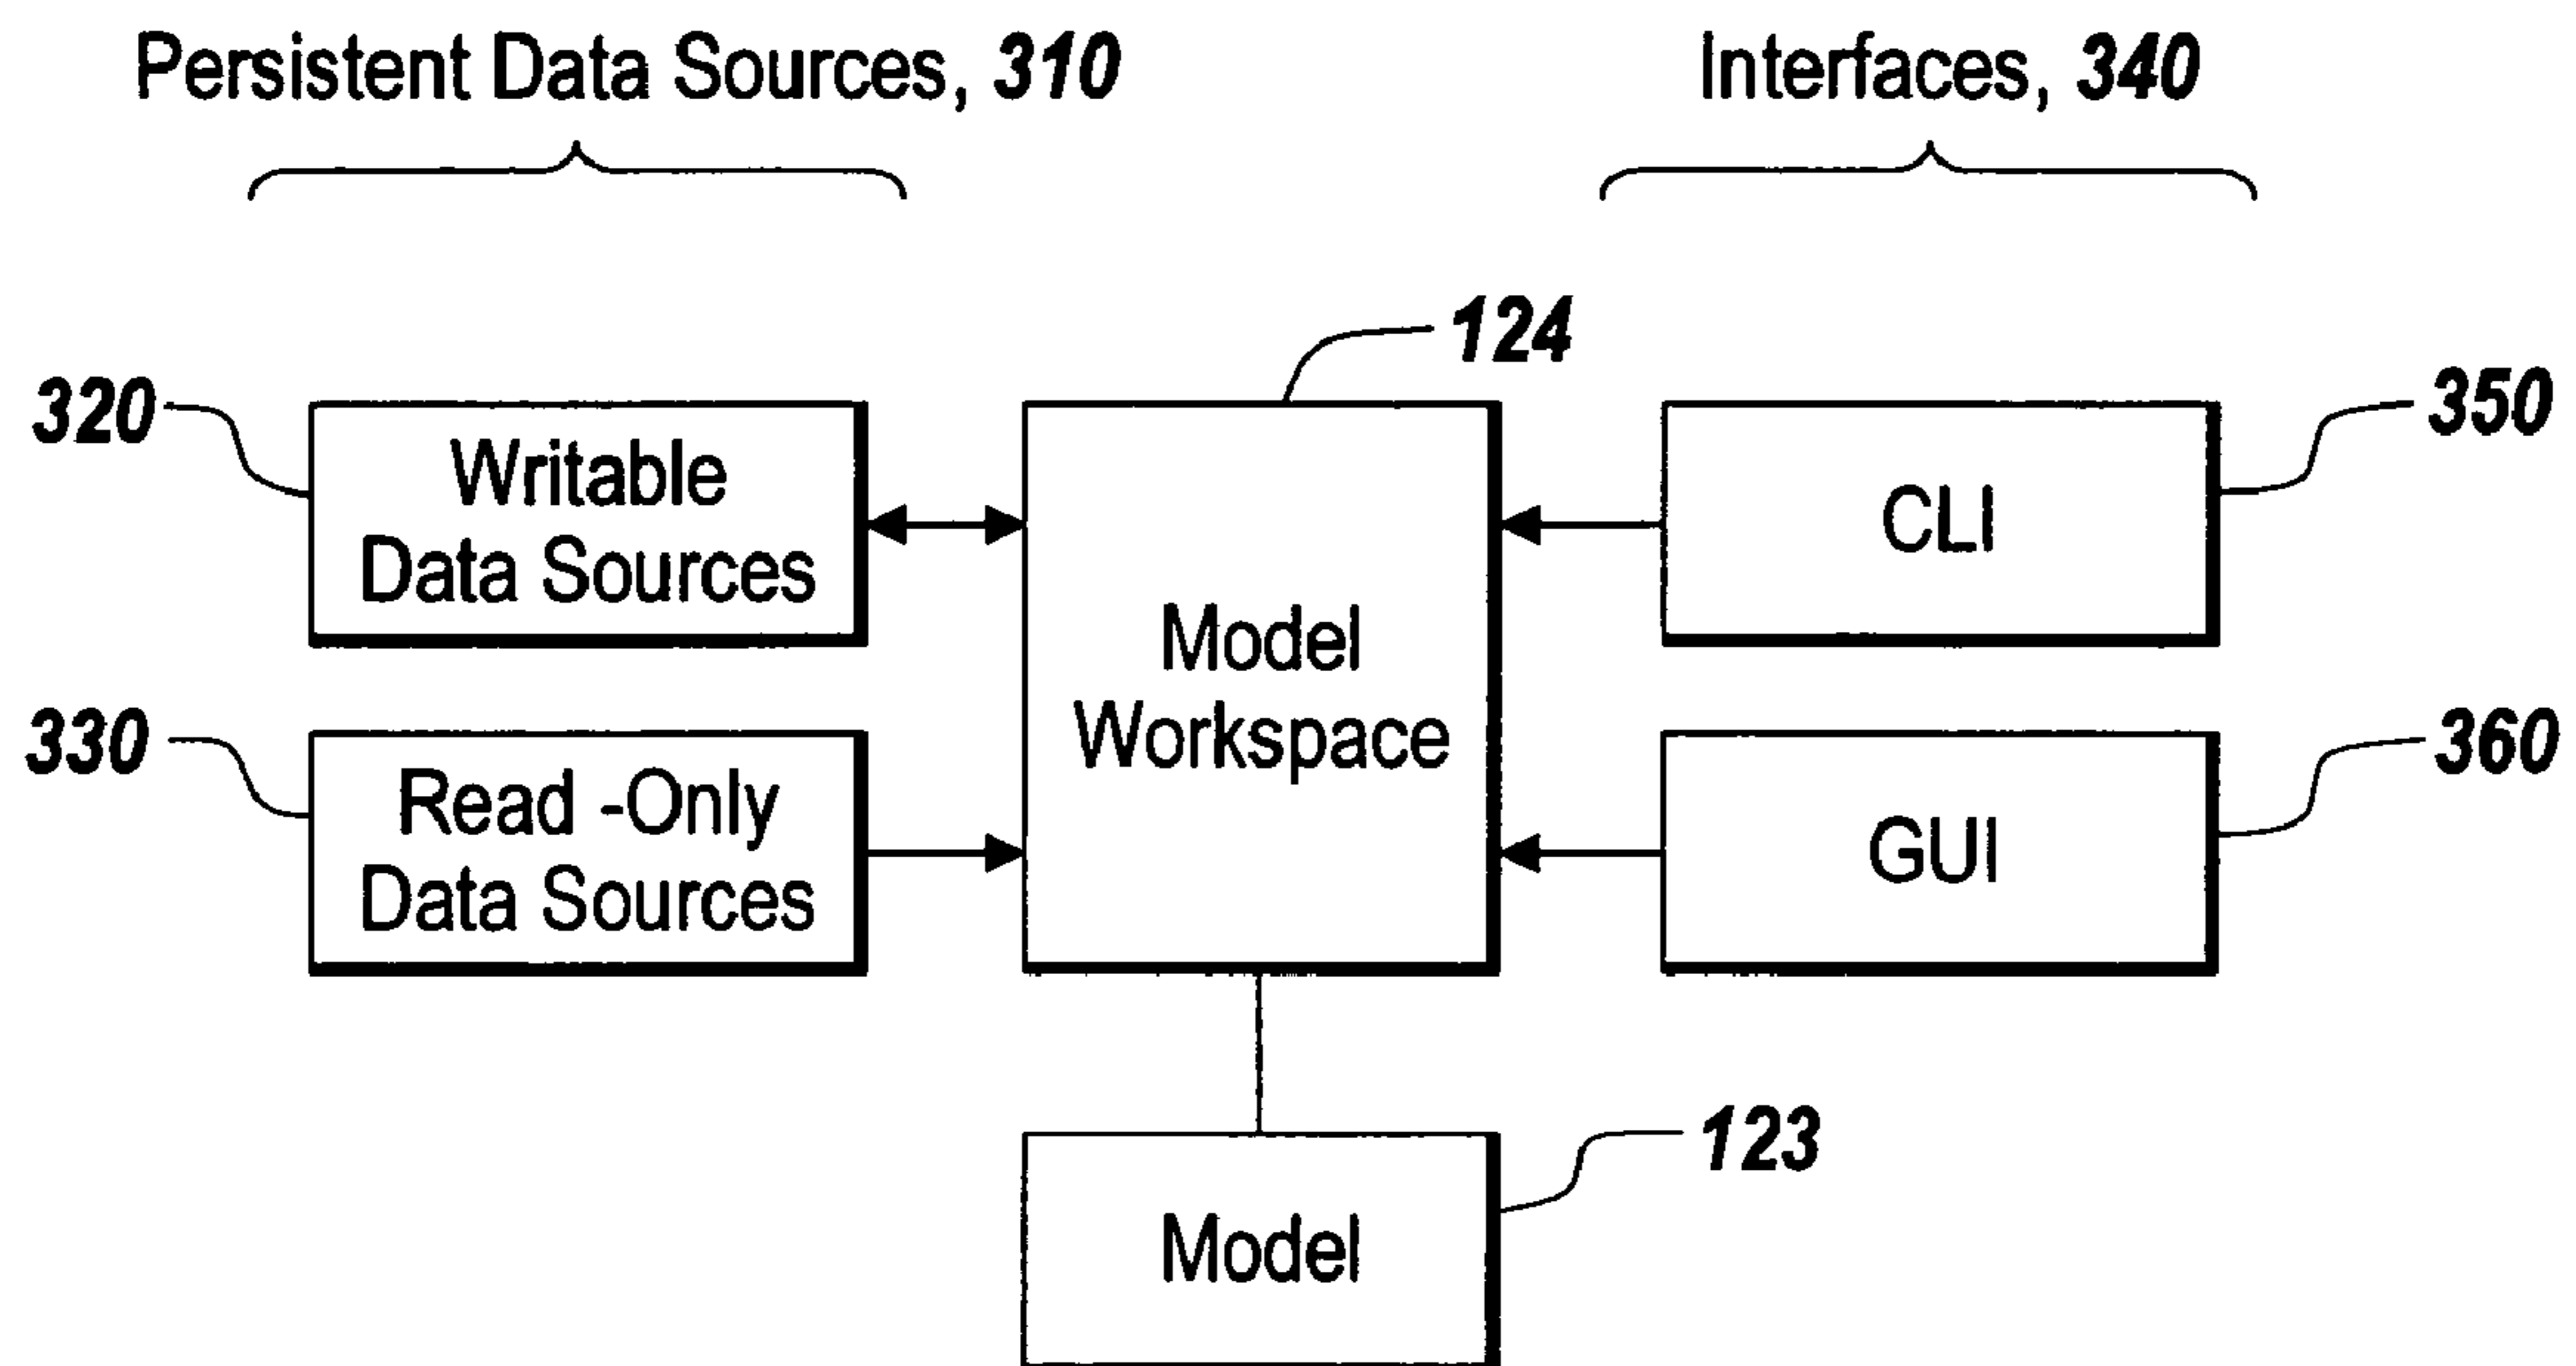 Persistent Data Sources, 310
Interfaces, 340
124
320
350
Writable
Data Sources
CLI
Model
Workspace
330
360
Read -Only
Data Sources
GUI
123
Model